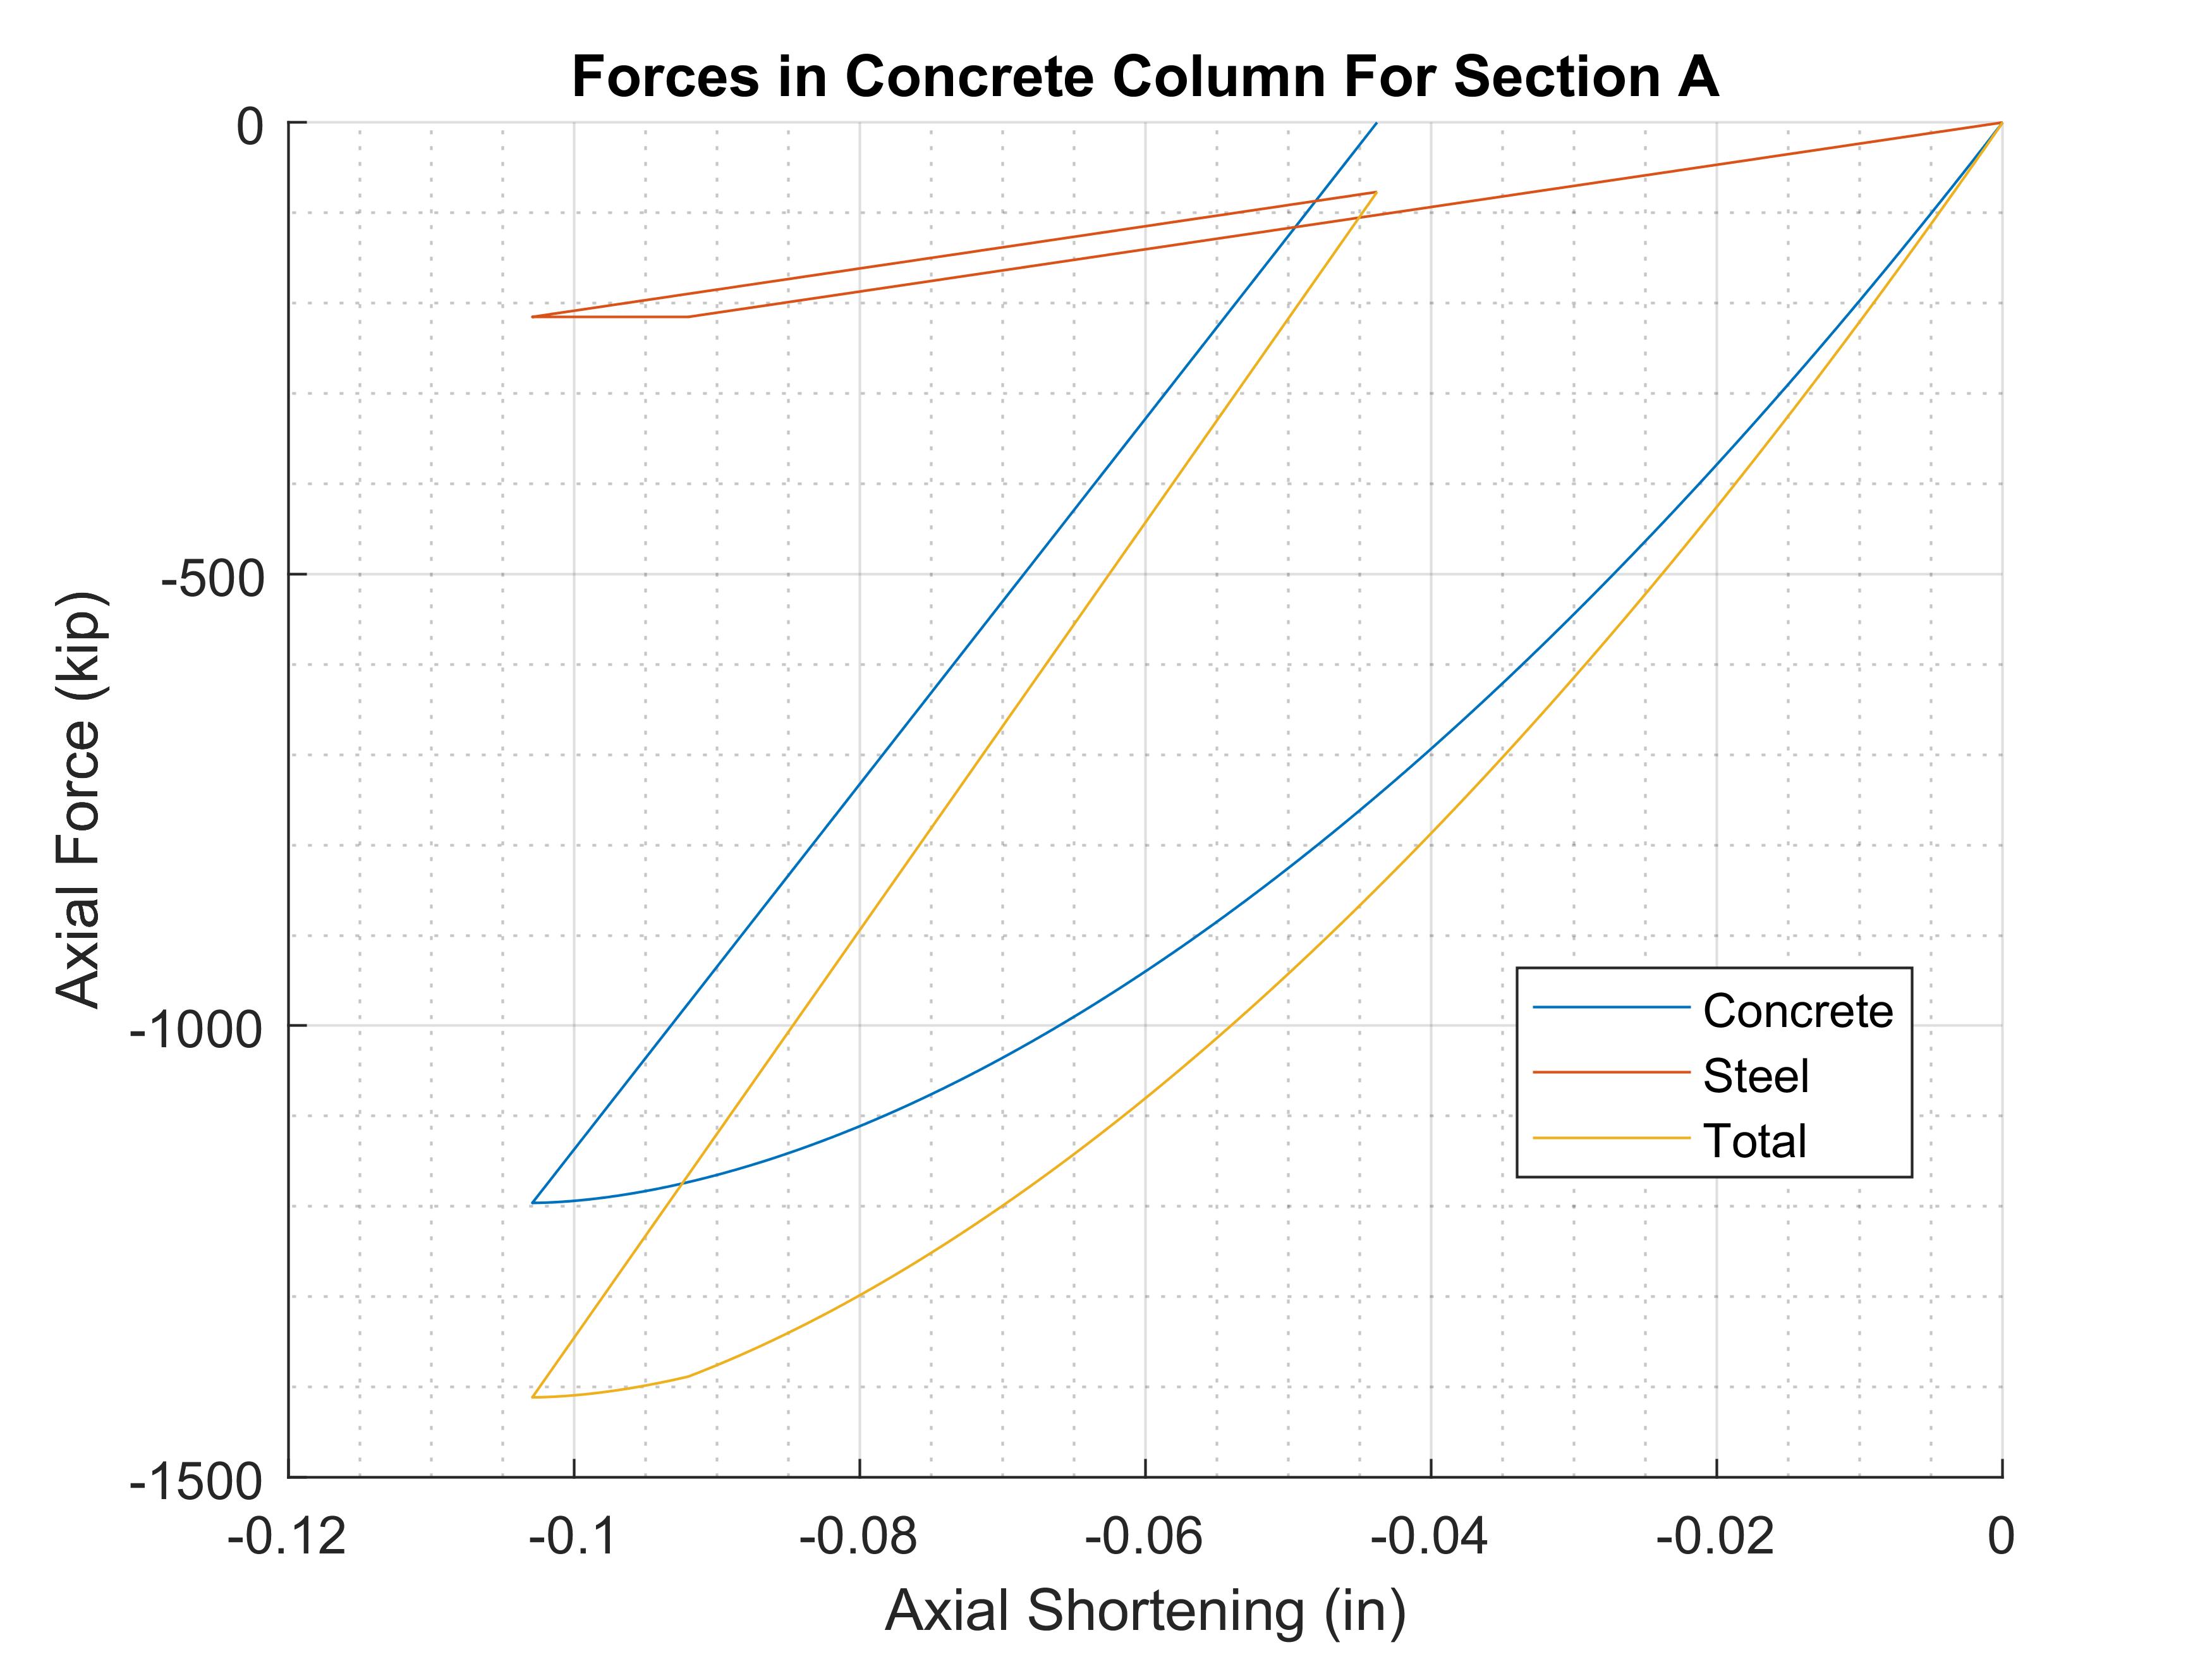 Forces in Concrete Column For Section A
0
-500
-1000
-1500
Axial Force (kip)
Concrete
Steel
Total
-0.12 -0.1 -0.08 -0.06 -0.04 -0.02 0
Axial Shortening (in)